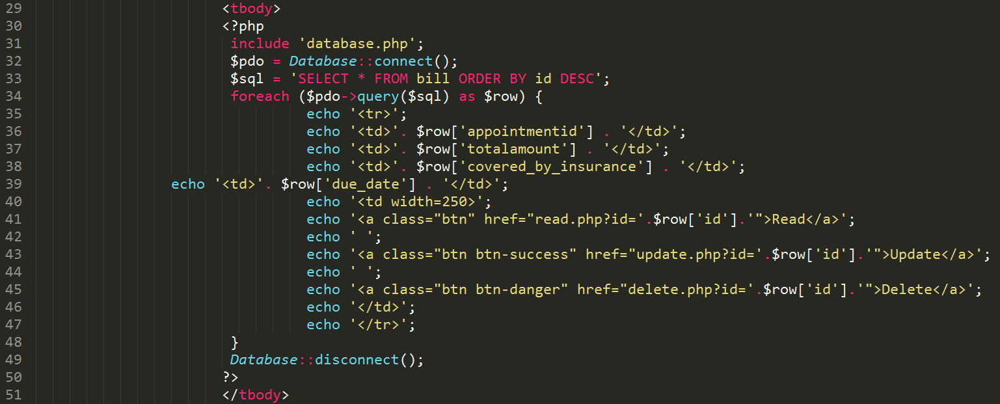 29 <tbody>
30 <?php
31 include 'database.php';
32 $pdo = Database::connect();
33 $sql = 'SELECT * FROM bill ORDER BY id DESC';
34 foreach ($pdo->query($sql) as $row) {
35 echo '<tr>';
36 echo '<td>'. $row['appointmentid'] . '</td>';
37 echo '<td>'. $row['totalamount'] . '</td>';
38 echo '<td>'. $row['covered_by_insurance'] . '</td>';
39 echo '<td>'. $row['due_date'] . '</td>';
40 echo '<td width=250>';
41 echo '<a class="btn" href="read.php?id='.$row['id'].'">Read</a>';
42 echo ' ';
43 echo '<a class="btn btn-success" href="update.php?id='.$row['id'].'">Update</a>';
44 echo ' ';
45 echo '<a class="btn btn-danger" href="delete.php?id='.$row['id'].'">Delete</a>';
46 echo '</td>';
47 echo '</tr>';
48 }
49 Database::disconnect();
50 ?>
51 </tbody>